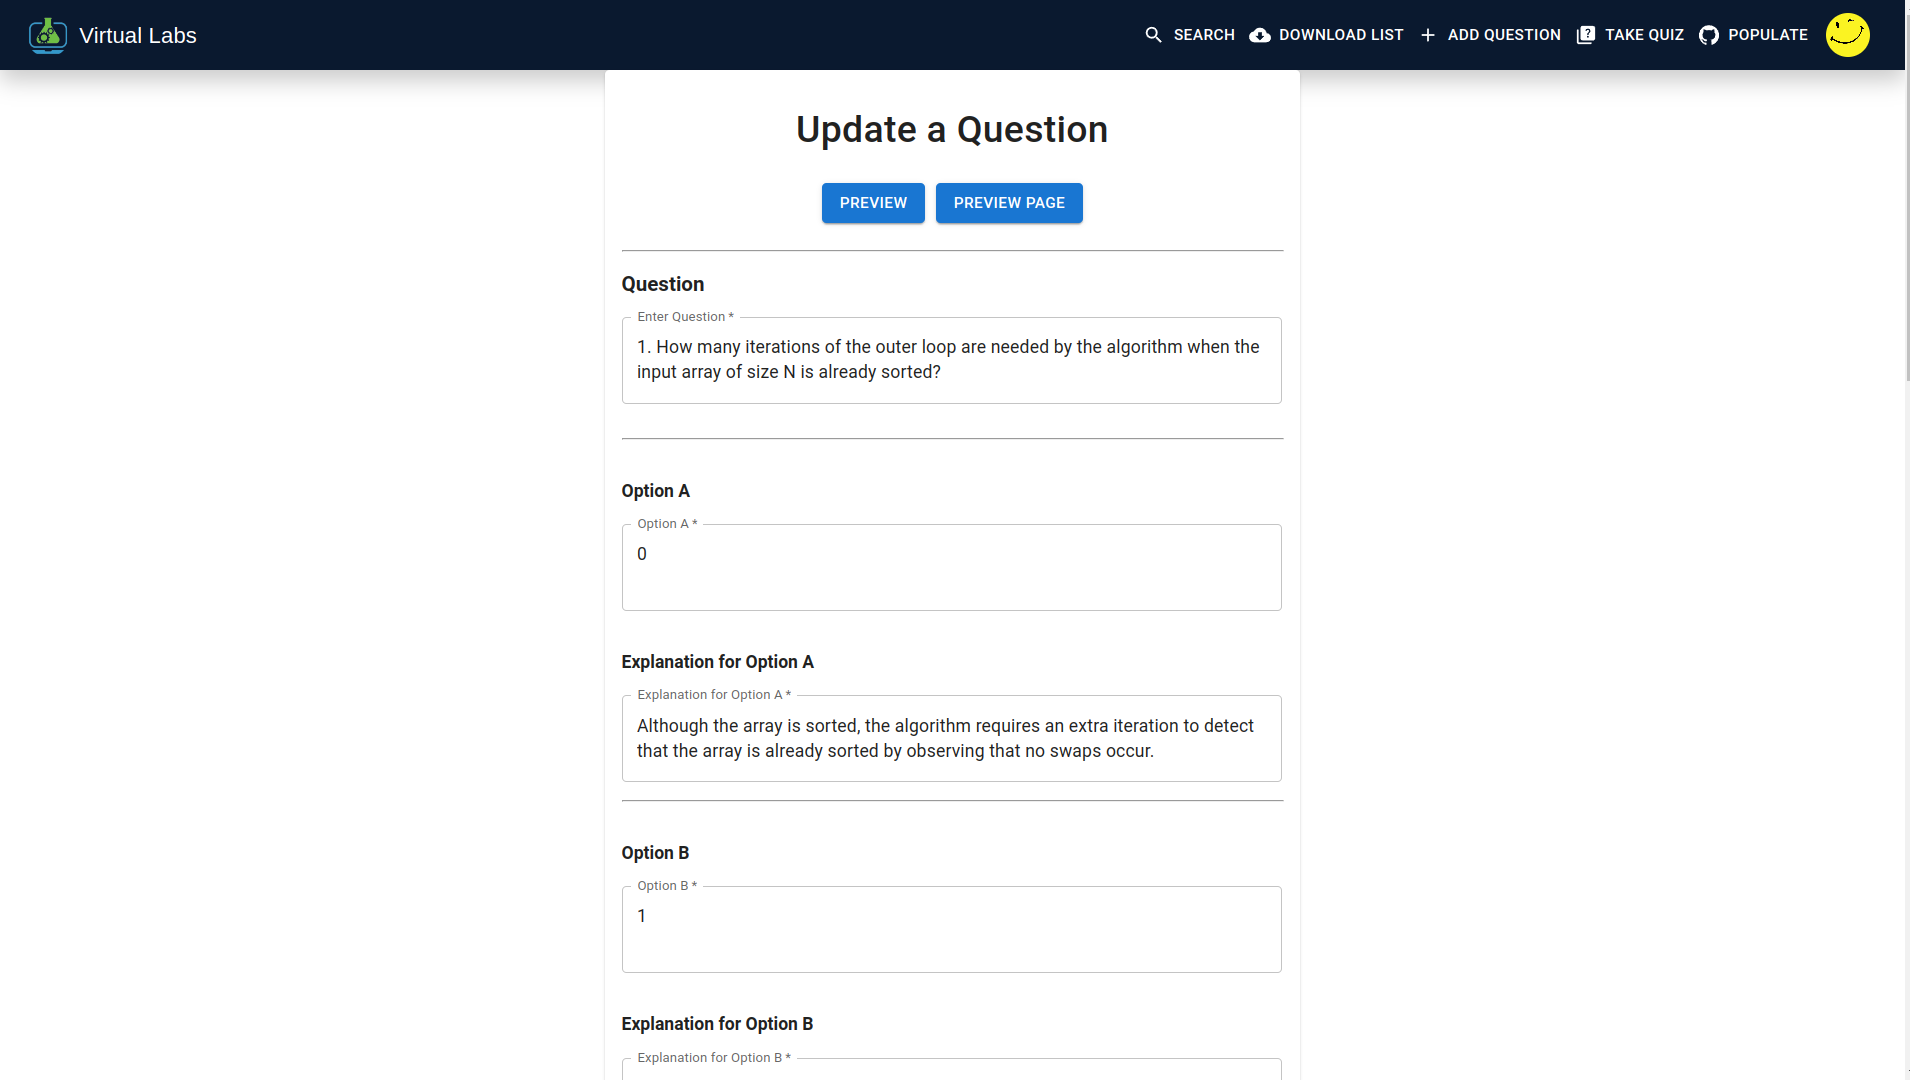 Virtual Labs
SEARCH
DOWNLOAD LIST
ADD QUESTION
TAKE QUIZ
POPULATE
Update a Question
PREVIEW
PREVIEW PAGE
Question
Enter Question *
1. How many iterations of the outer loop are needed by the algorithm when the
input array of size N is already sorted?
Option A
Option A *
0
Explanation for Option A
Explanation for Option A *
Although the array is sorted, the algorithm requires an extra iteration to detect
that the array is already sorted by observing that no swaps occur.
Option B
Option B *
1
Explanation for Option B
Explanation for Option B *